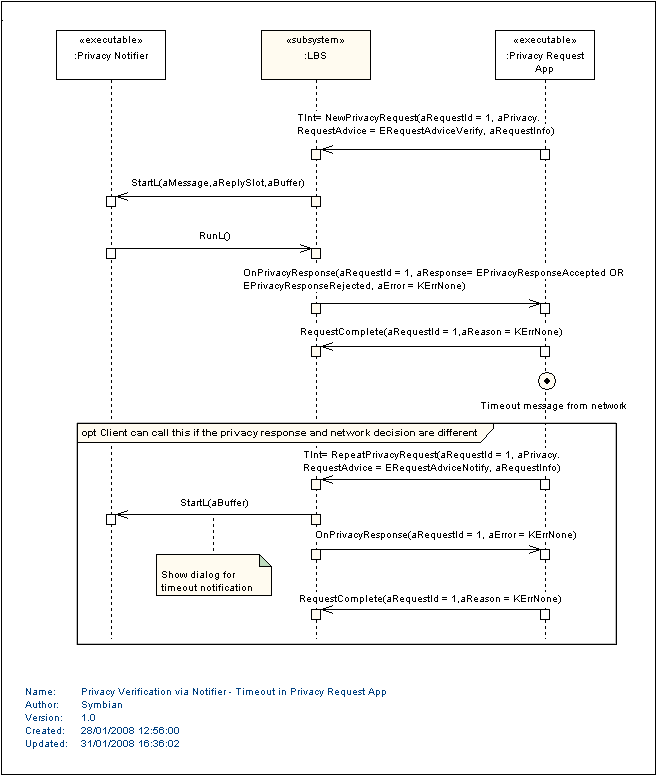 «executable»
:Privacy Notifier
«subsystem»
:LBS
«executable»
:Privacy Request
App
TInt= NewPrivacyRequest(aRequestId = 1, aPrivacy.
RequestAdvice = ERequestAdviceVerify, aRequestInfo)
StartL(aMessage,aReplySlot,aBuffer)
RunL()
OnPrivacyResponse(aRequestId = 1, aResponse= EPrivacyResponseAccepted OR
EPrivacyResponseRejected, aError = KErrNone)
RequestComplete(aRequestId = 1,aReason = KErrNone)
Timeout message from network
opt Client can call this if the privacy response and network decision are different
TInt= RepeatPrivacyRequest(aRequestId = 1, aPrivacy.
RequestAdvice = ERequestAdviceNotify, aRequestInfo)
StartL(aBuffer)
OnPrivacyResponse(aRequestId = 1, aError = KErrNone)
Show dialog for
timeout notification
RequestComplete(aRequestId = 1,aReason = KErrNone)
Name: Privacy Verification via Notifier - Timeout in Privacy Request App
Author: Symbian
Version: 1.0
Created: 28/01/2008 12:56:00
Updated: 31/01/2008 16:36:02